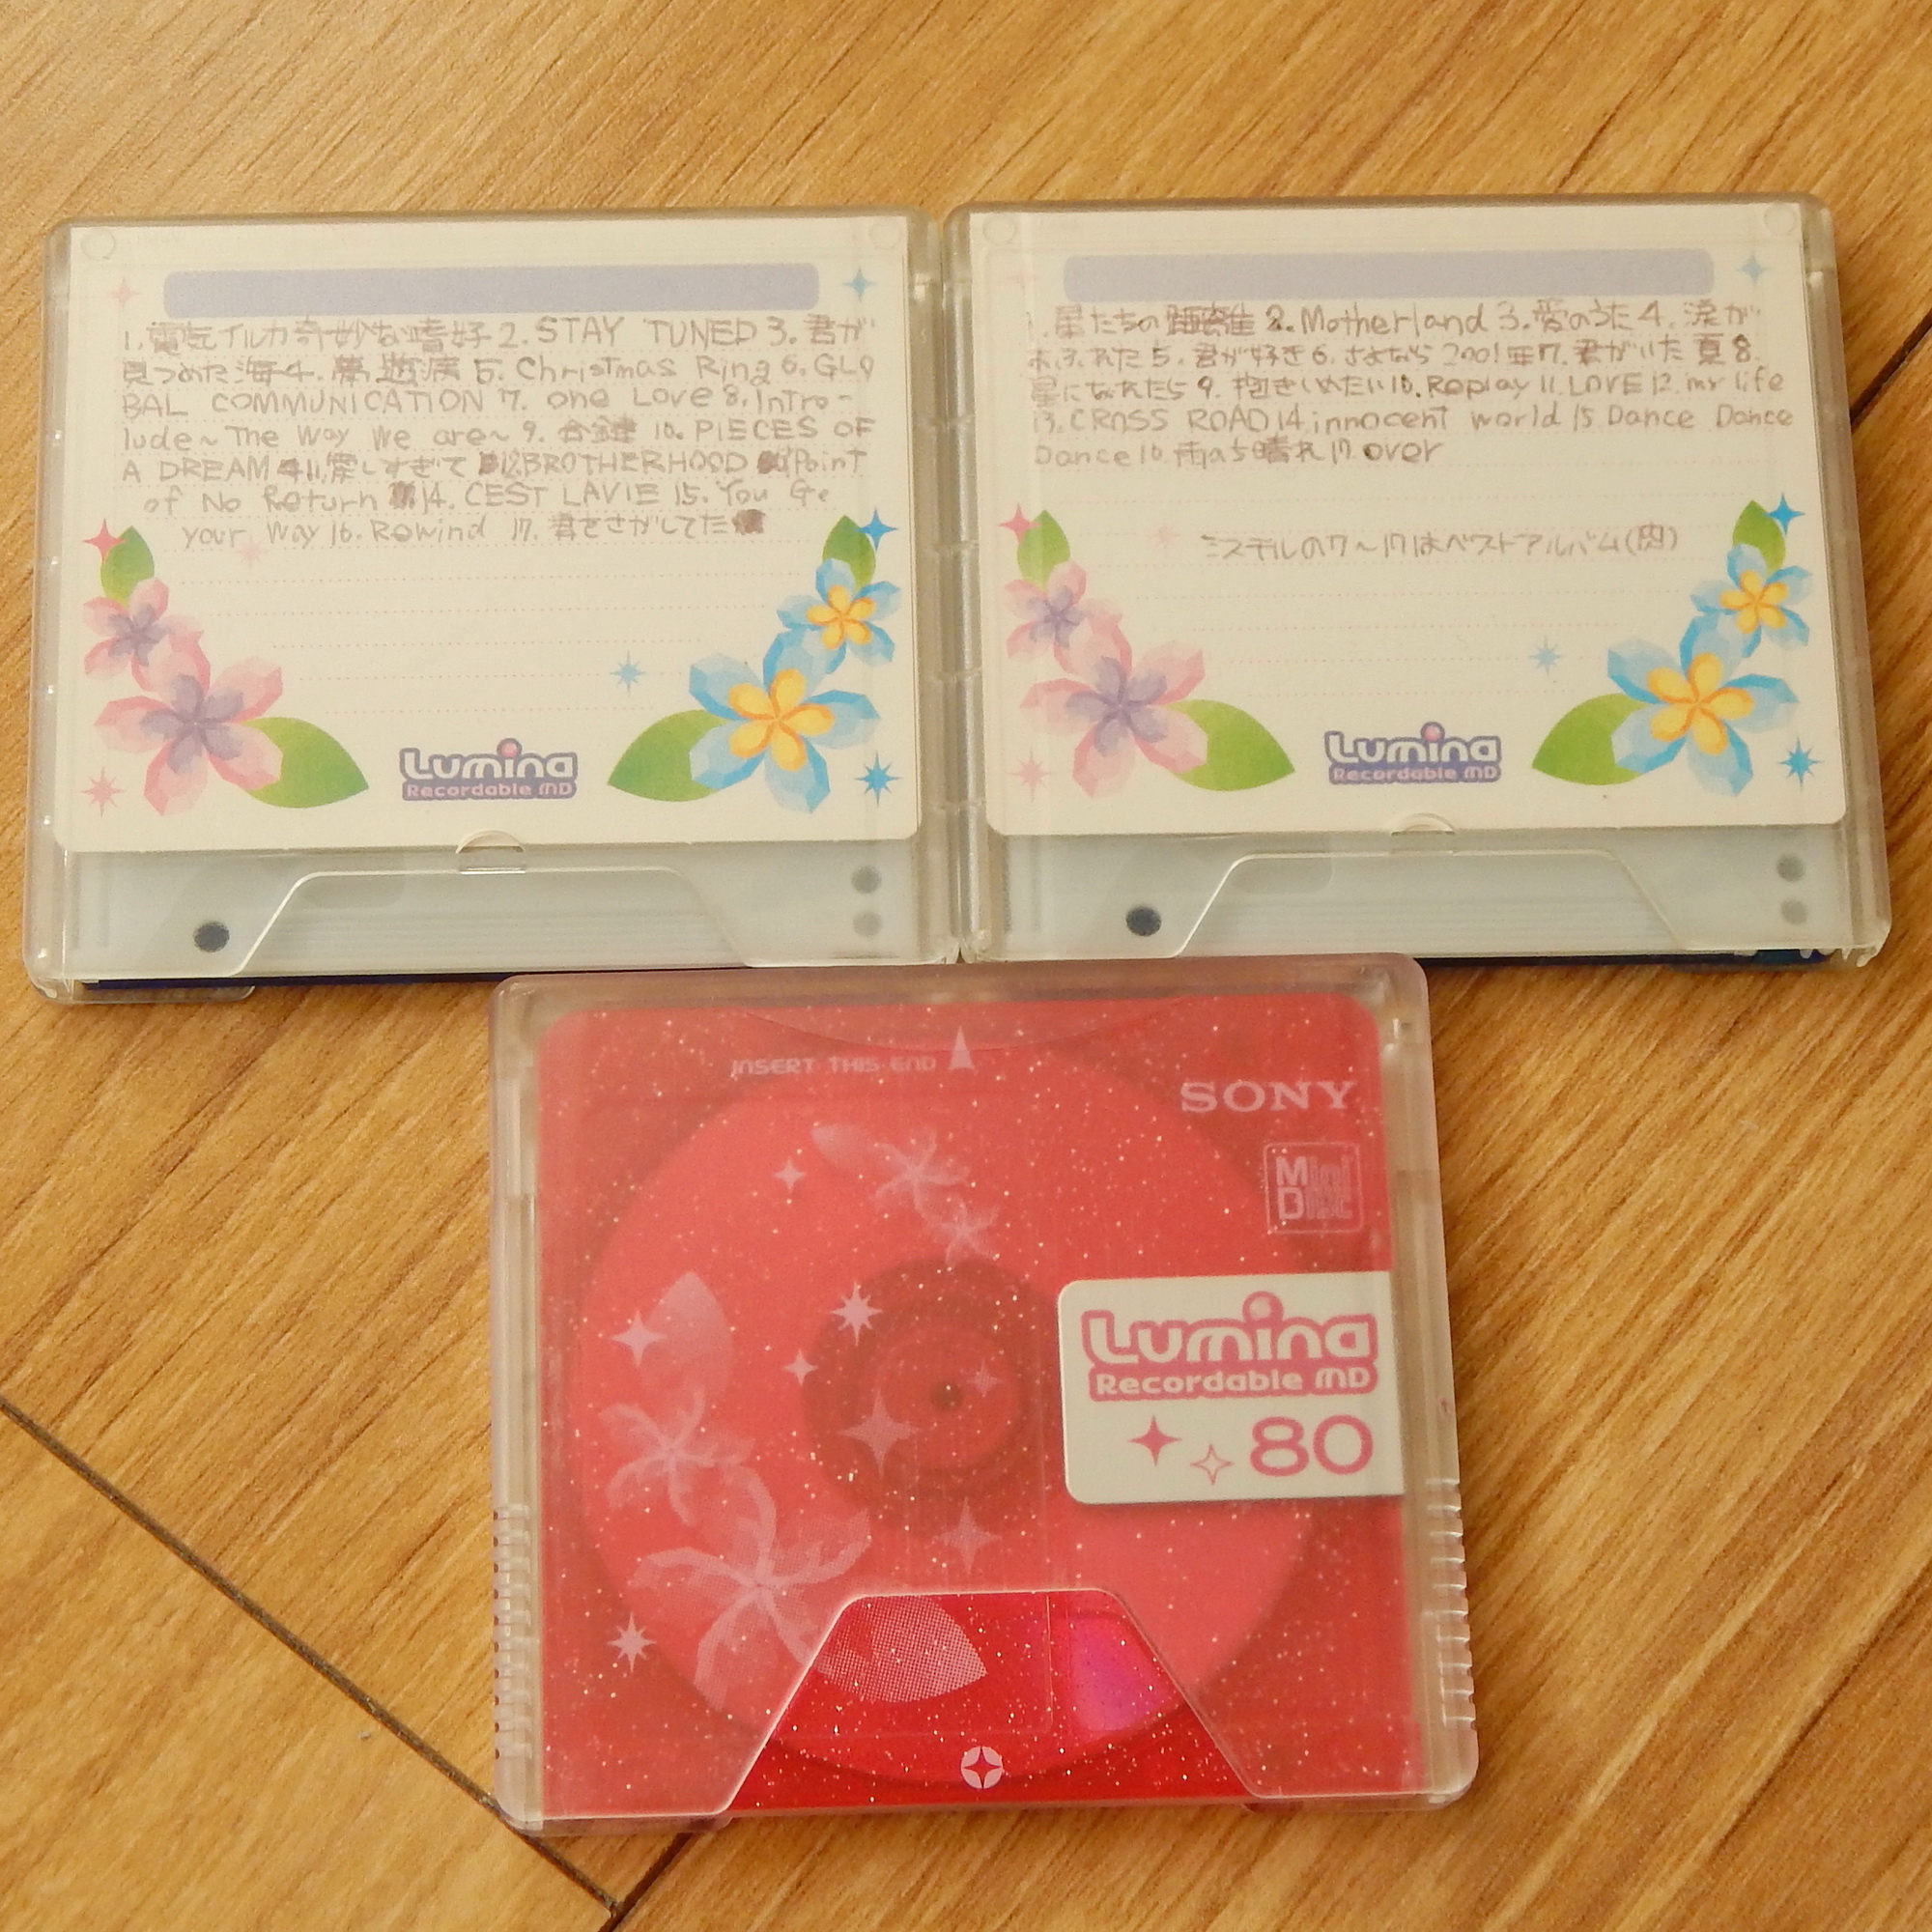 1.電気イルカ奇妙な嗜好 2. STAY TUNED 3. 君が
見つめた海 4. 夢遊病 5. Christmas Ring 6. GLO
BAL COMMUNICATION 7. one Love 8. Intro-
lude~ The Way We are~ 9. 合鍵 10. PIECES OF
A DREAM 11. 愛しすぎて 12. BROTHERHOOD Point
of No Return 14. CEST LAVIE 15. You Go
your Way 16. Rewind 17. 君をさがしてた
Lumina
Recordable MD
1. 星たちの距離 2. Motherland 3. 愛のうた 4. 涙が
あふれた 5. 君が好き 6. さよなら2001年 7. 君がいた夏 8.
星になれたら 9. 抱きしめたい 10. Replay 11. LOVE 12. my life
13. CROSS ROAD 14. innocent world 15 Dance Dance
Dance 16. 雨のち晴れ 17 over
ミスチルの7~17はベストアルバム(肉)
Lumina
Recordable MD
INSERT THIS END
SONY
Mini
Disc
Lumina
Recordable MD
80